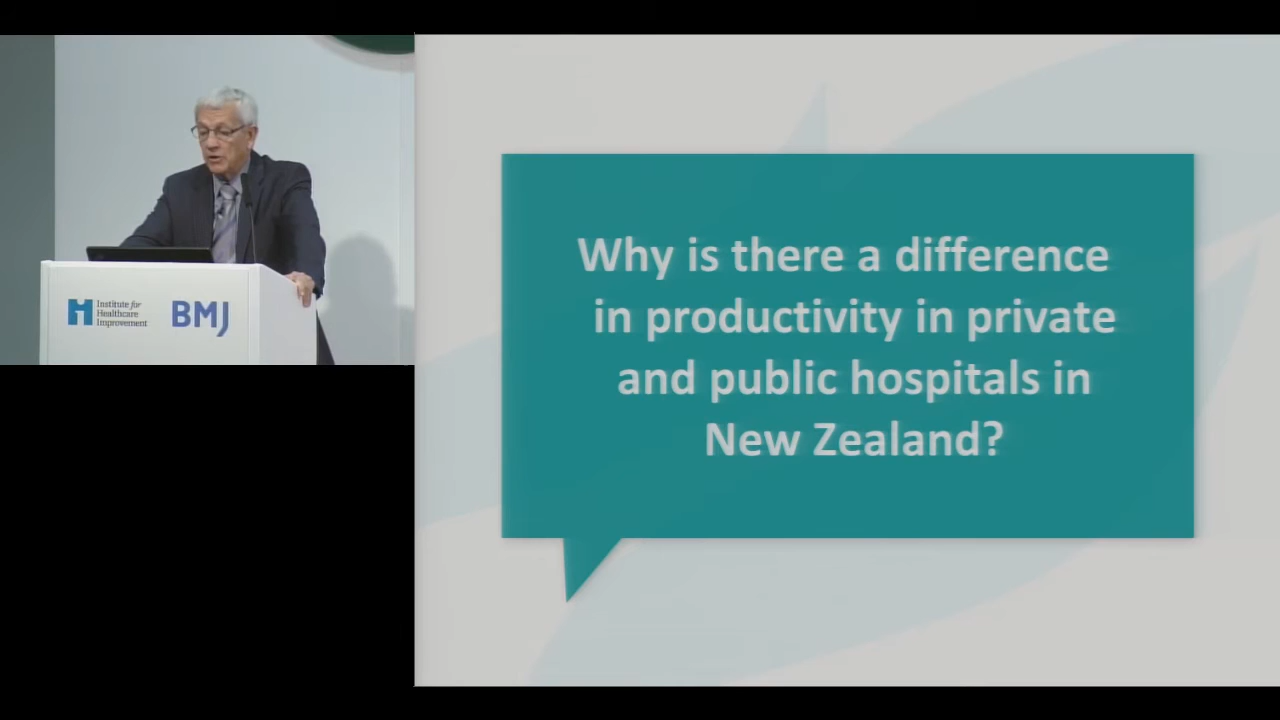 Institute for
Healthcare
Improvement
BMJ
Why is there a difference
in productivity in private
and public hospitals in
New Zealand?